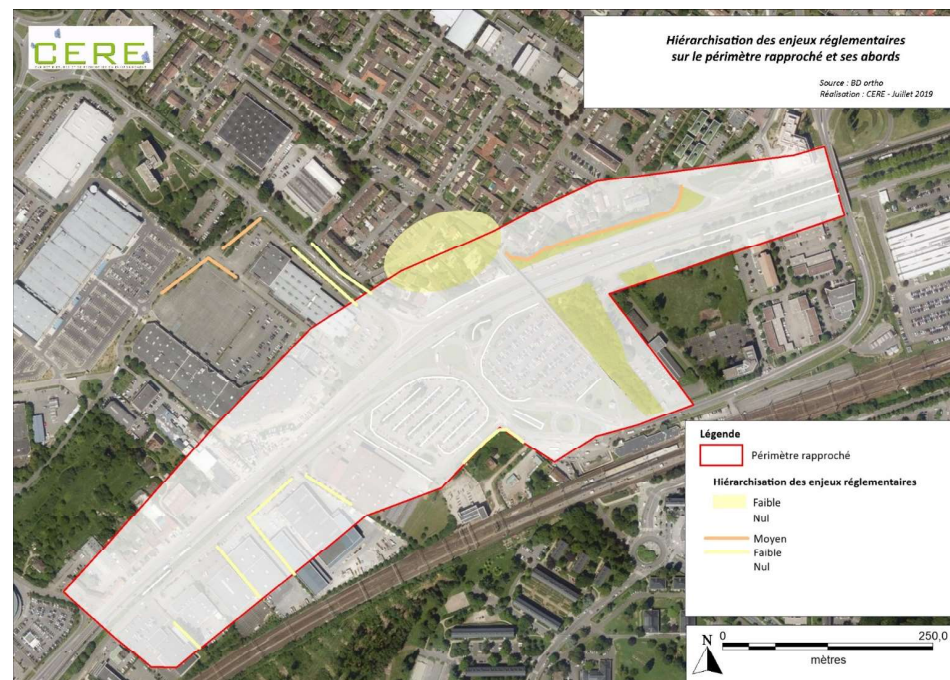 CERE
Hiérarchisation des enjeux réglementaires
sur le périmètre rapproché et ses abords
Source : BD ortho
Réalisation : CERE - Juillet 2019
Légende
Périmètre rapproché
Hiérarchisation des enjeux réglementaires
Faible
Nul
Moyen
Faible
Nul
N
0 250,0
mètres